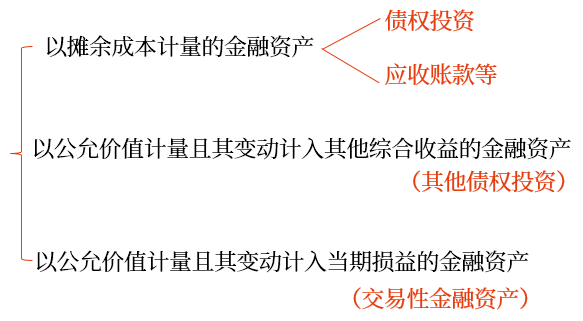 债权投资
以摊余成本计量的金融资产
应收账款等
以公允价值计量且其变动计入其他综合收益的金融资产
（其他债权投资）
以公允价值计量且其变动计入当期损益的金融资产
（交易性金融资产）